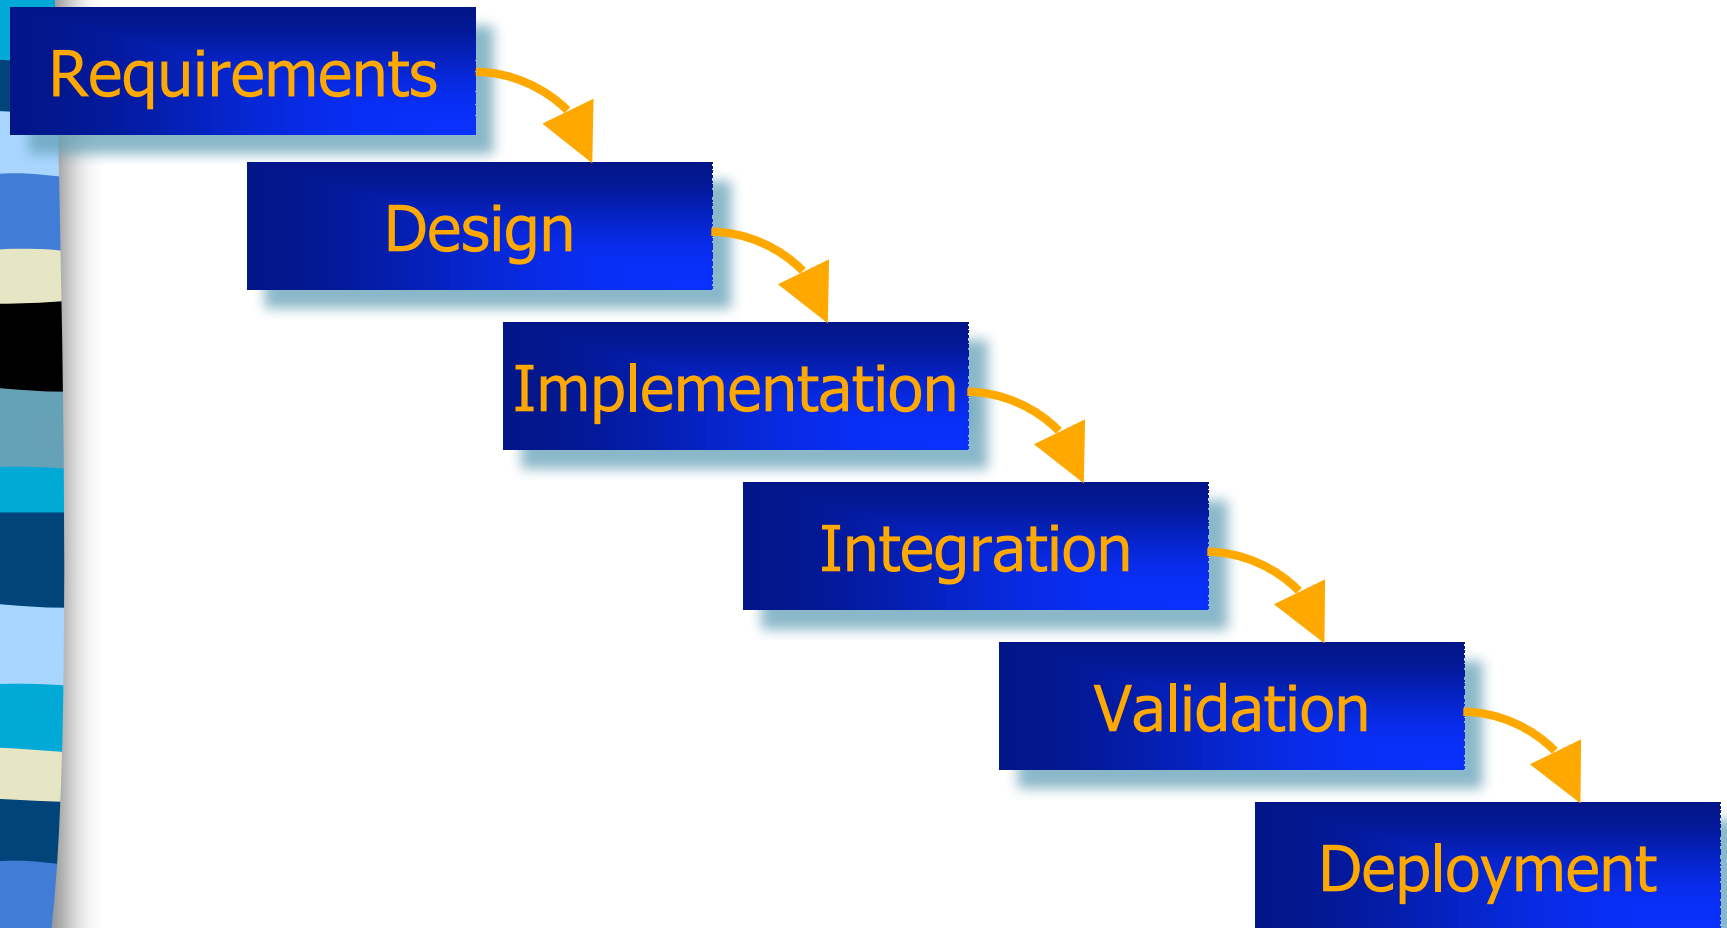 Requirements
Design
Implementation
Integration
Validation
Deployment